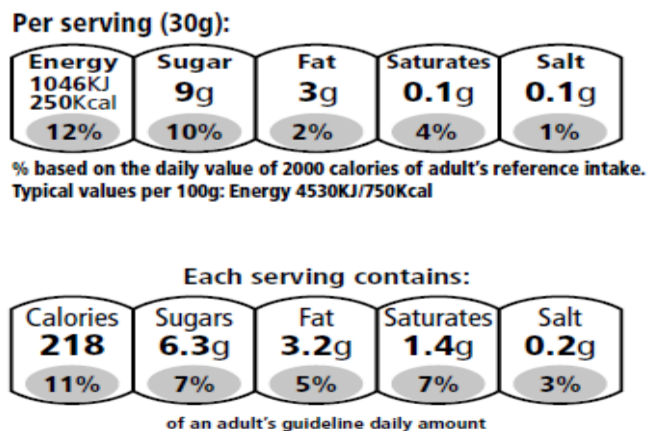 Per serving (30g):
Energy Sugar Fat Saturates Salt
1046KJ
250Kcal 9g 3g 0.1g 0.1g
12% 10% 2% 4% 1%
% based on the daily value of 2000 calories of adult's reference intake.
Typical values per 100g: Energy 4530KJ/750Kcal
Each serving contains:
Calories Sugars Fat Saturates Salt
218 6.3g 3.2g 1.4g 0.2g
11% 7% 5% 7% 3%
of an adult's guideline daily amount